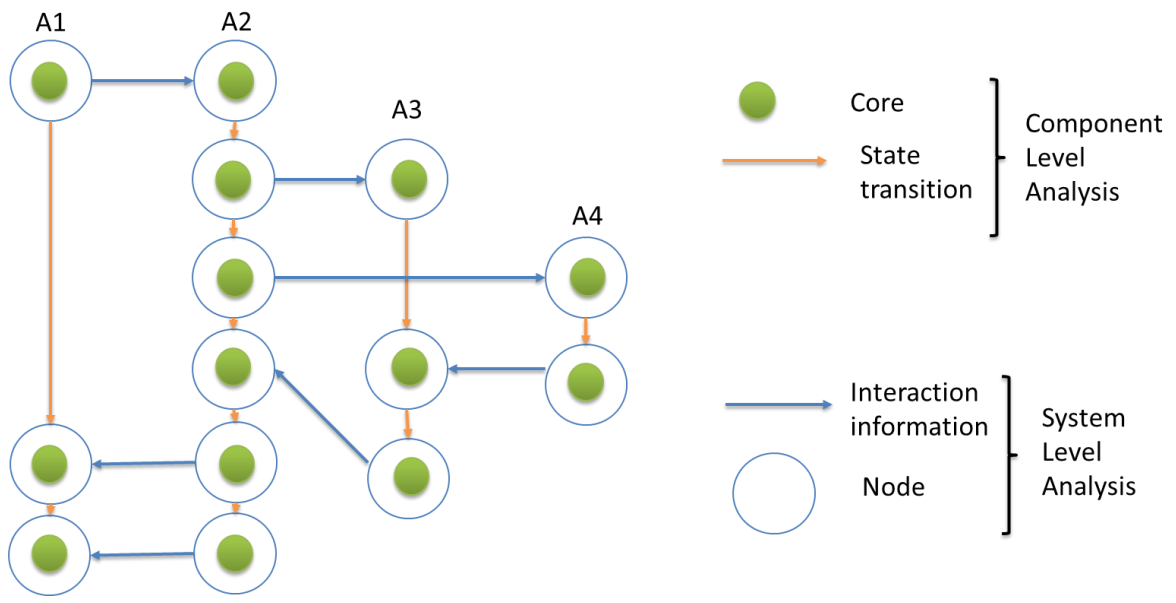 A1
A2
A3
A4
Core
State
transition
Component
Level
Analysis
Interaction
information
Node
System
Level
Analysis